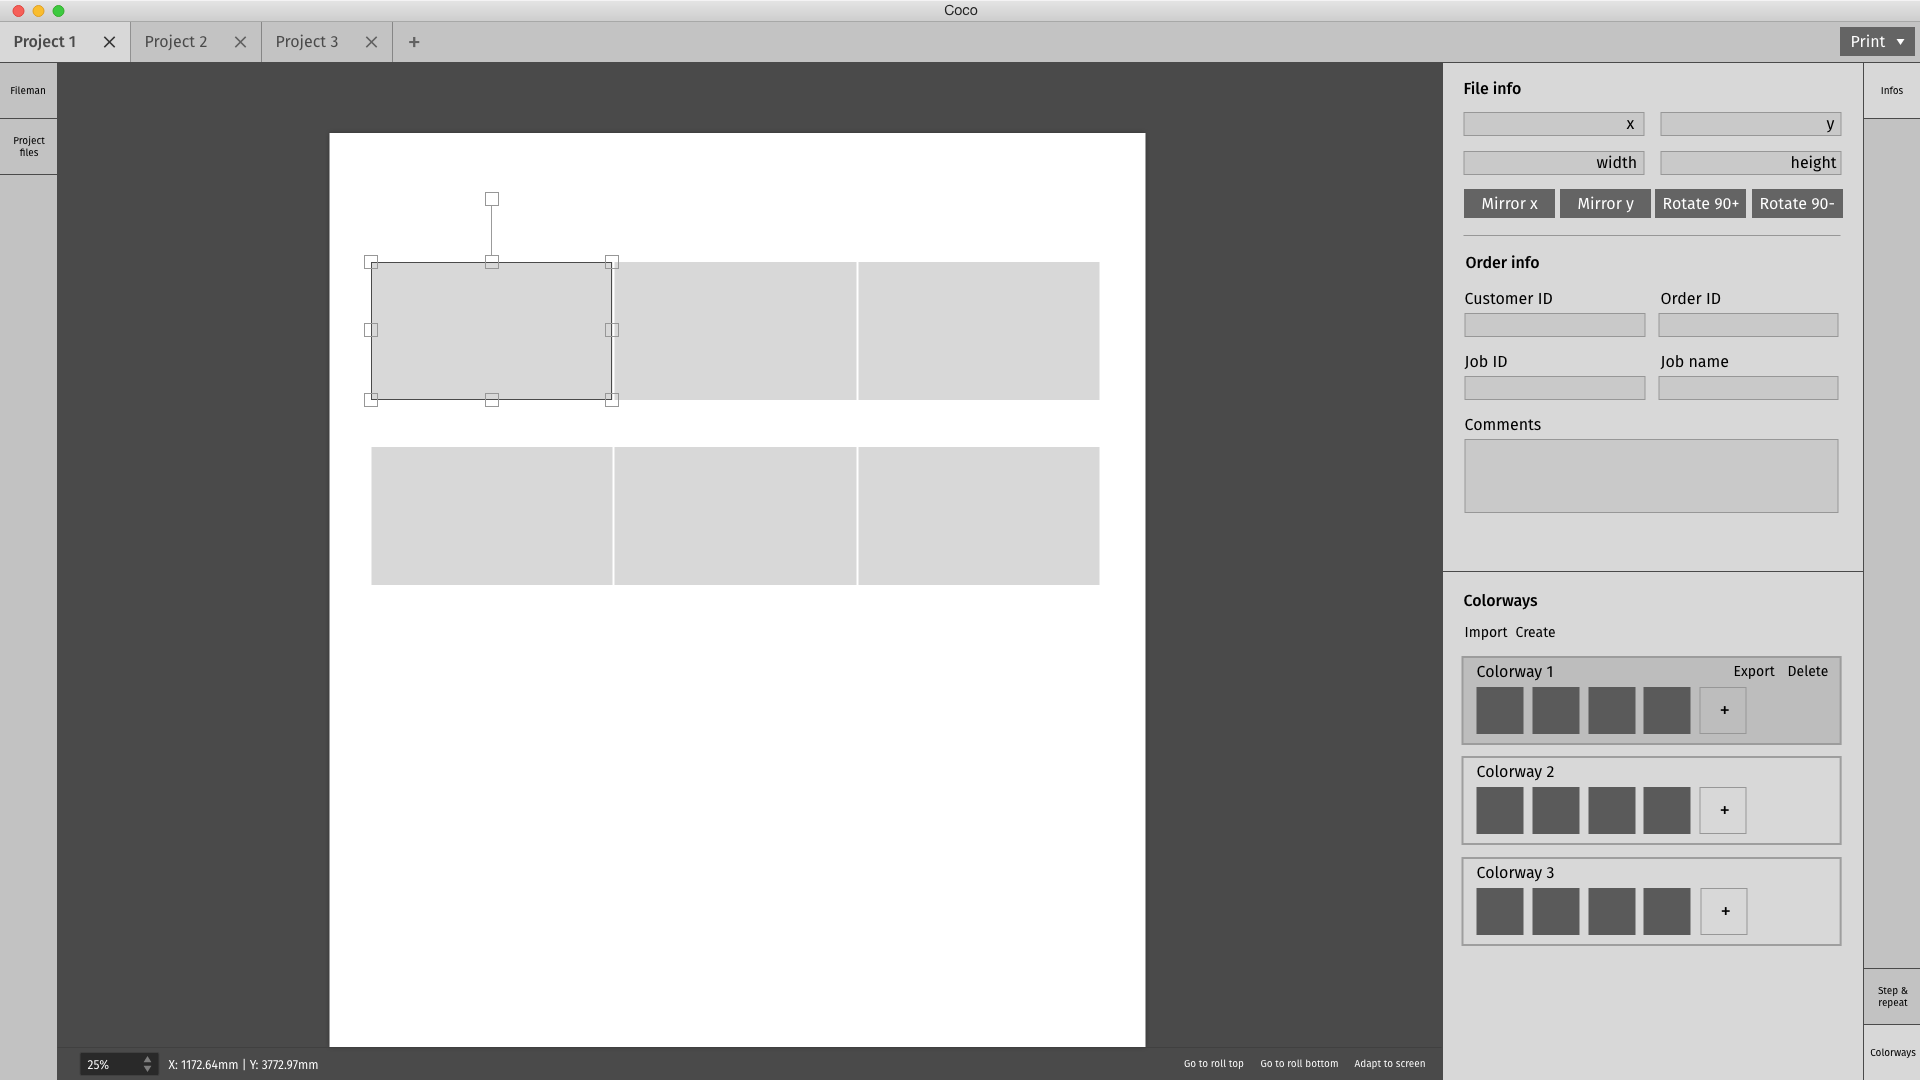 Coco
Project 1 Project 2 Project 3 + Print
Fileman
Project
files
File info
x y
width height
Mirror x Mirror y Rotate 90+ Rotate 90-
Order info
Customer ID Order ID
Job ID Job name
Comments
Colorways
Import Create
Colorway 1 Export Delete
+
Colorway 2
+
Colorway 3
+
Infos
Step &
repeat
Colorways
25% X: 1172.64mm | Y: 3772.97mm Go to roll top Go to roll bottom Adapt to screen